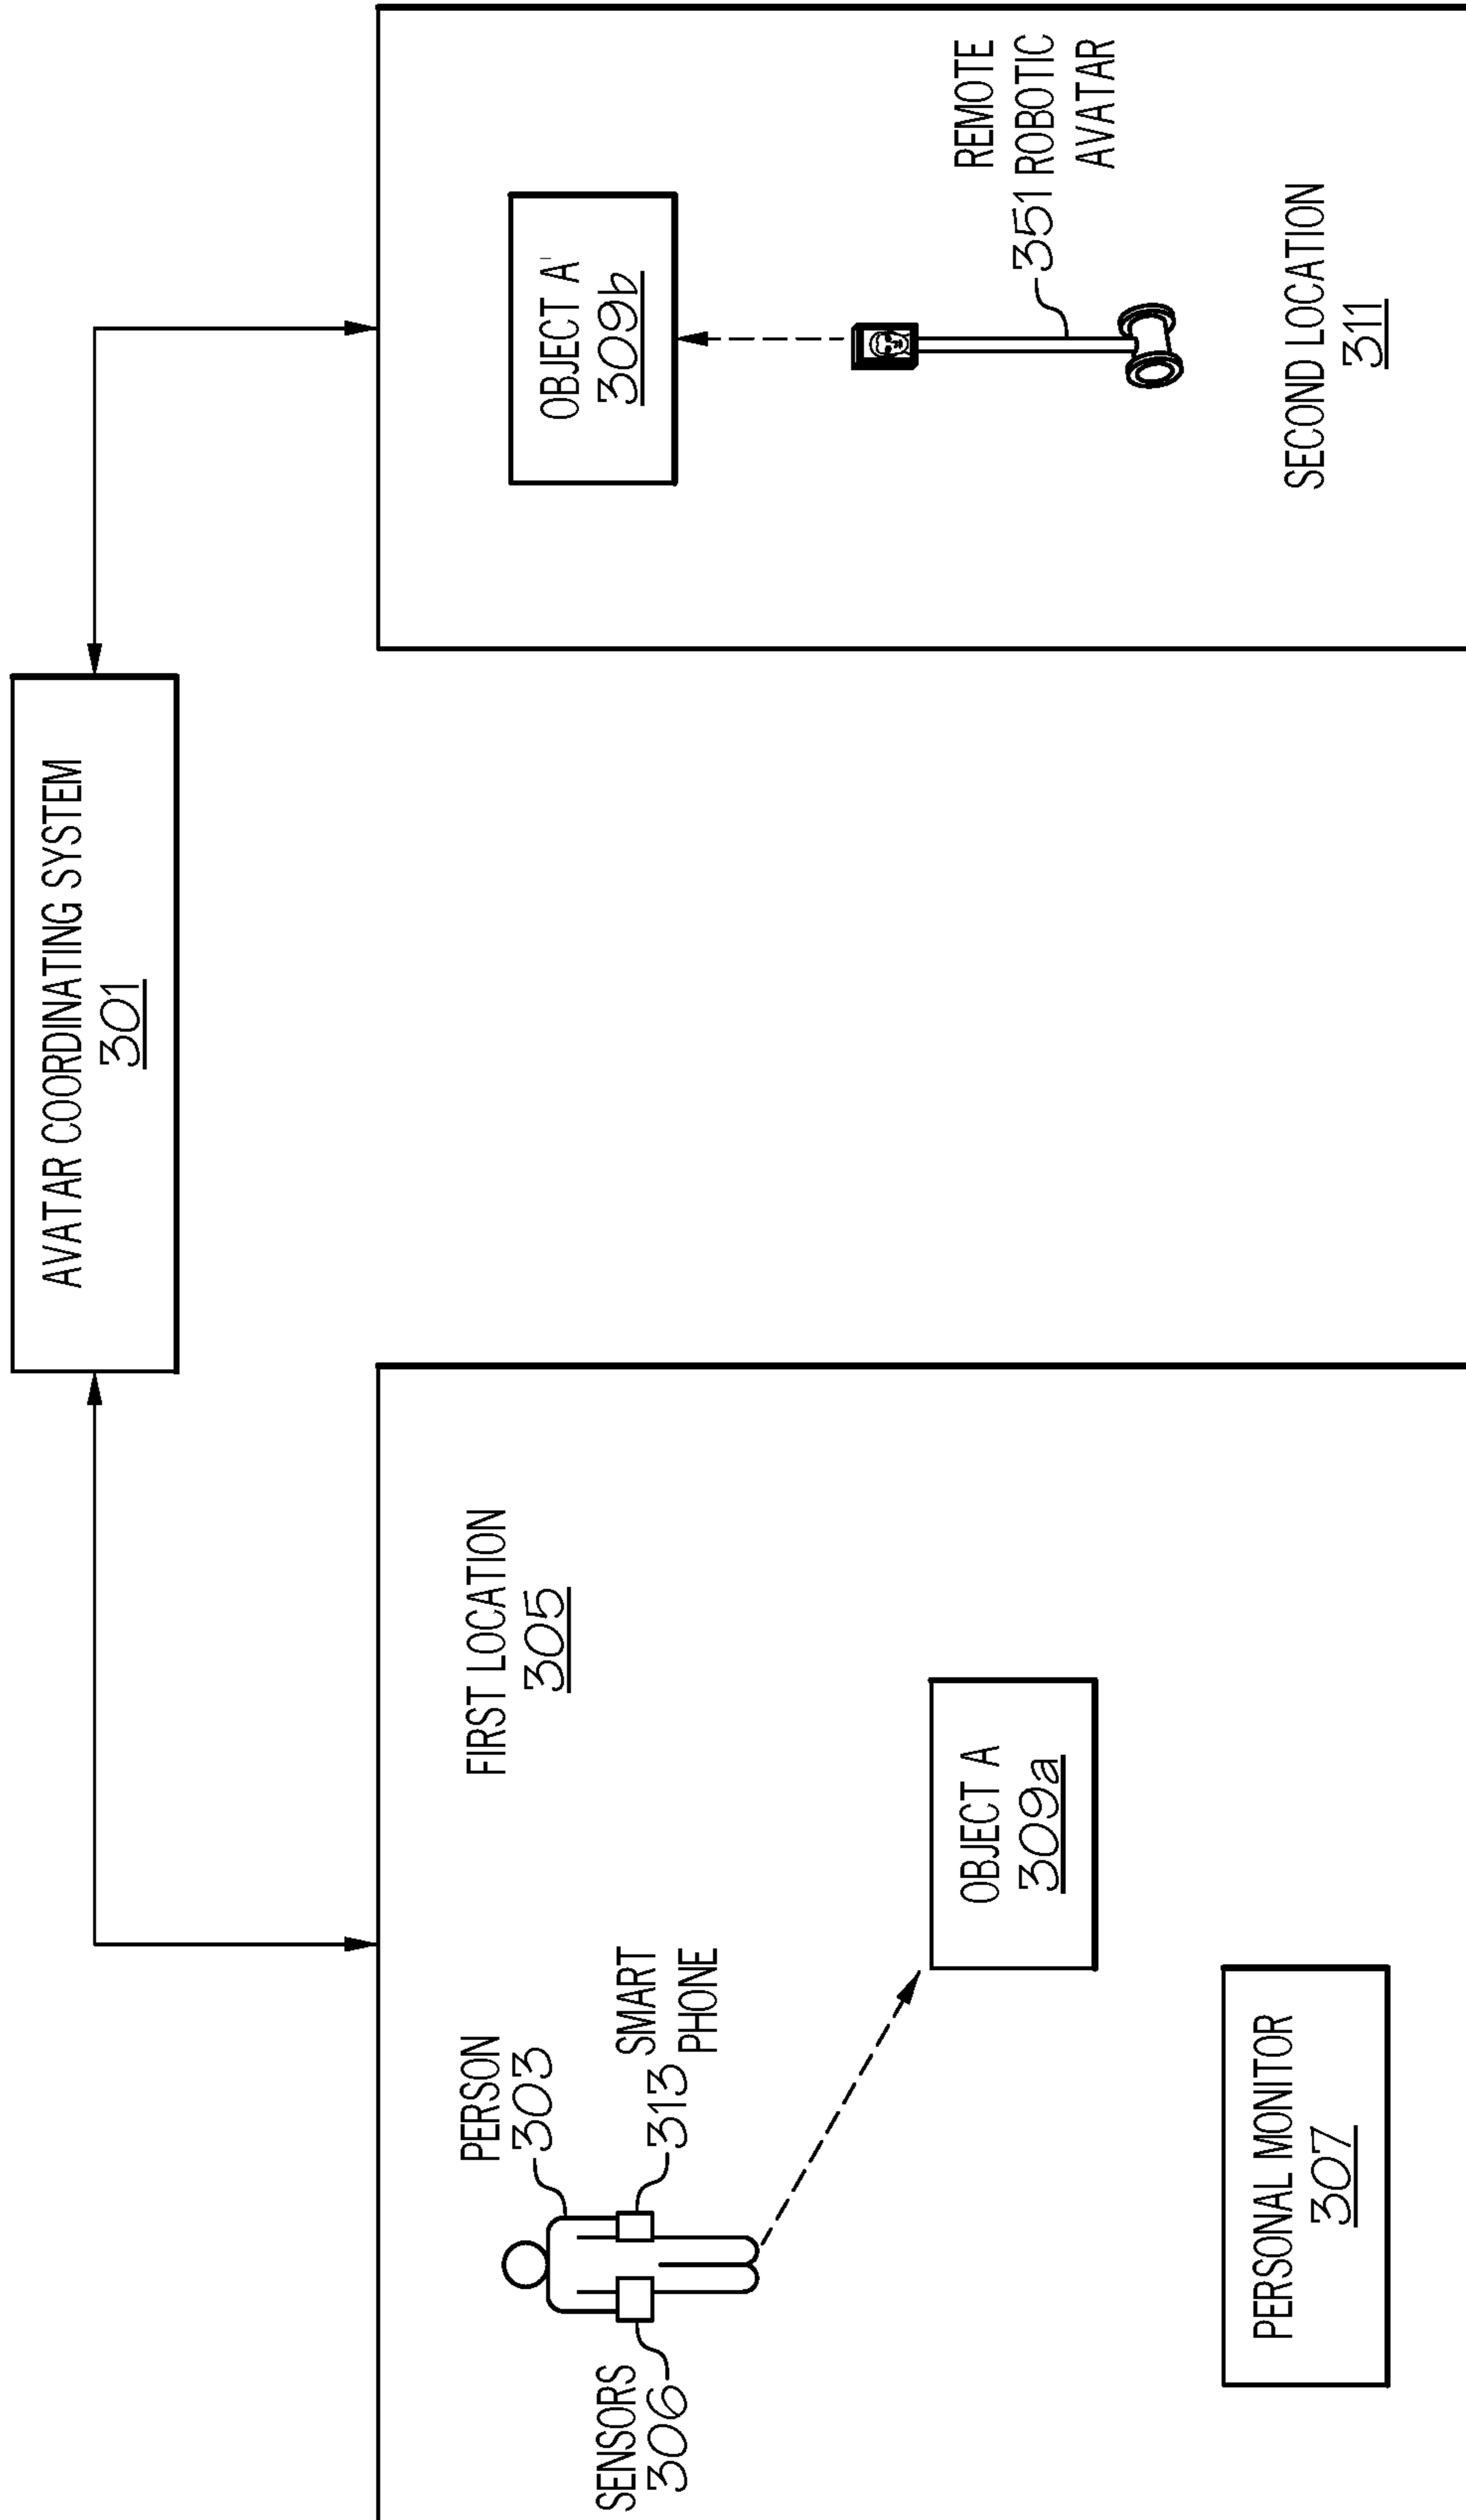 AVATAR COORDINATING SYSTEM
301
FIRST LOCATION
305
PERSON
303
SENSORS
306
SMART
PHONE
313
OBJECT A
309a
PERSONAL MONITOR
307
OBJECT A'
309b
REMOTE
ROBOTIC
AVATAR
351
SECOND LOCATION
311